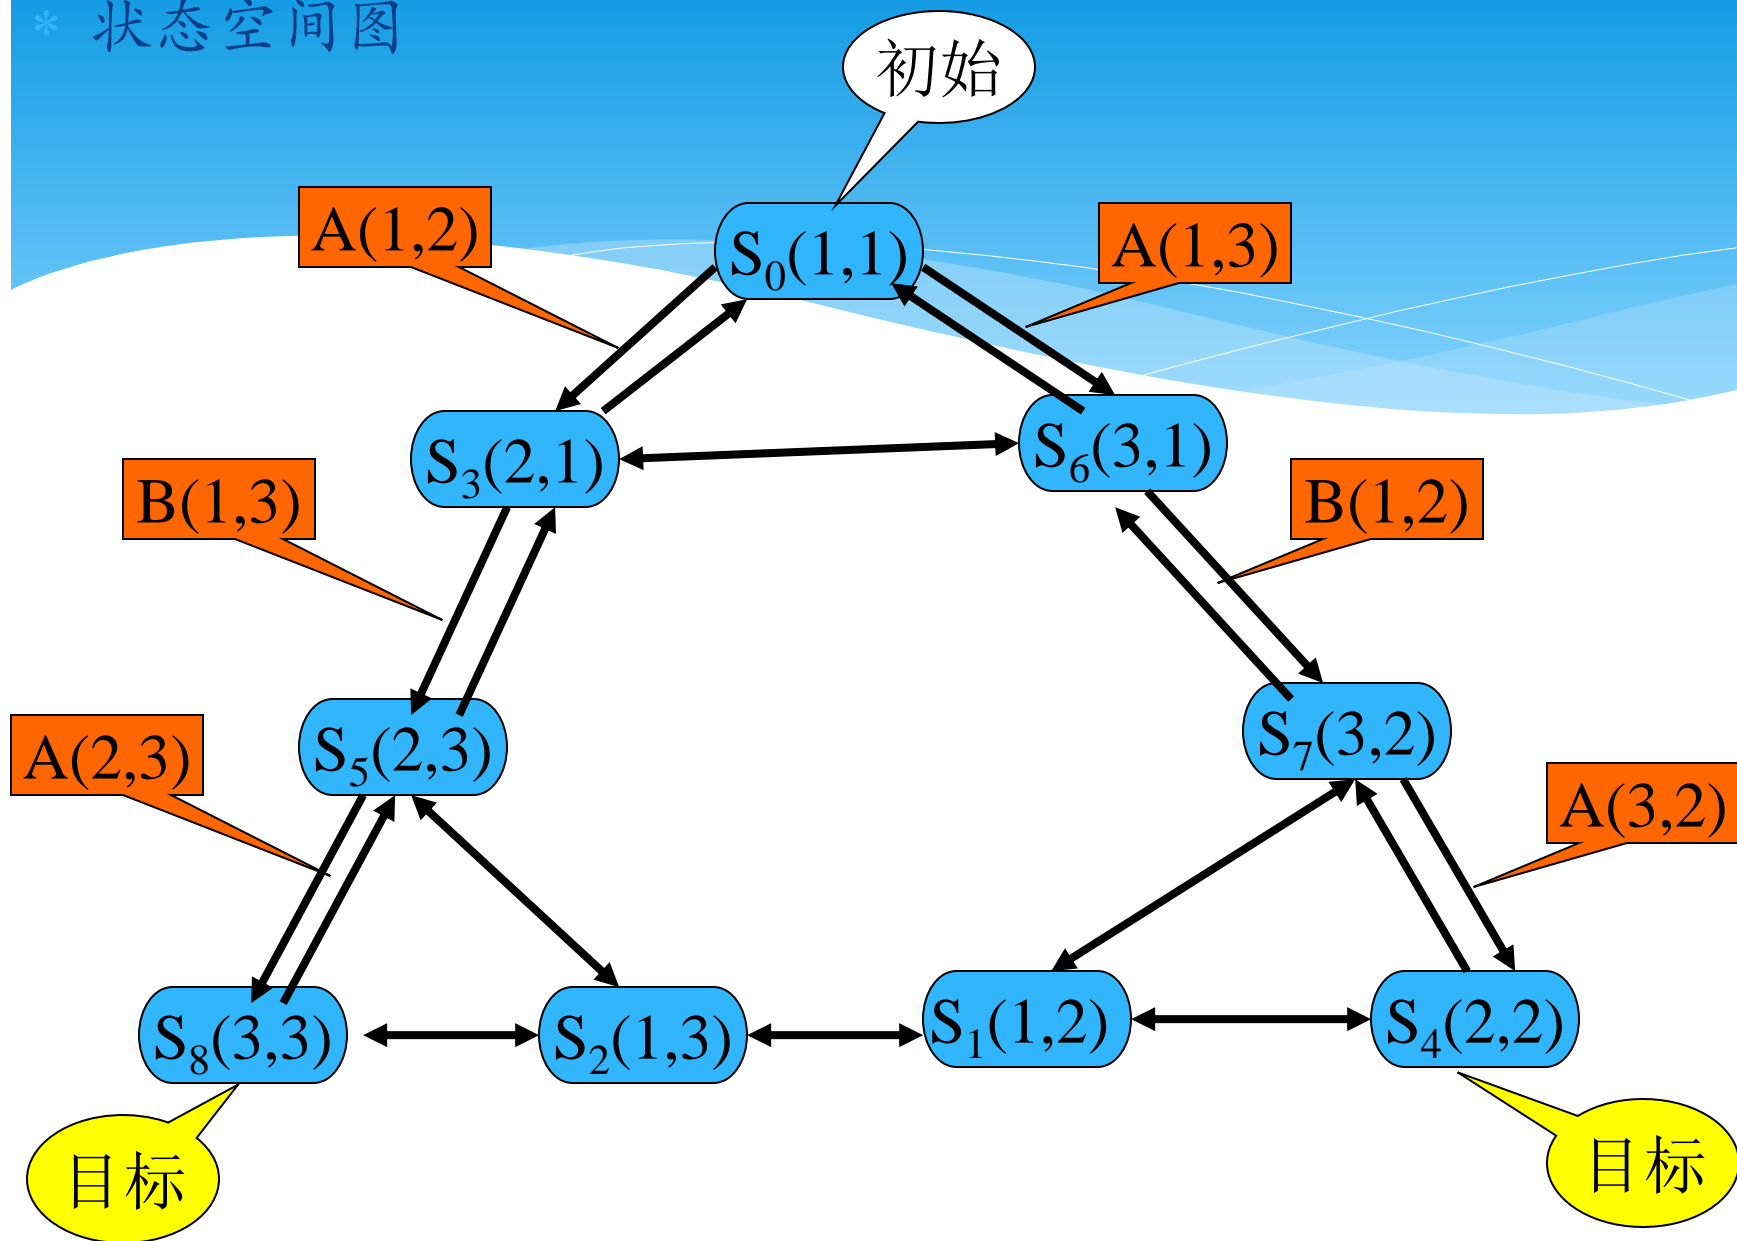 * 状态空间图
初始
A(1,2)
S₀(1,1)
A(1,3)
S₃(2,1)
S₆(3,1)
B(1,3)
B(1,2)
S₅(2,3)
S₇(3,2)
A(2,3)
A(3,2)
S₈(3,3)
S₂(1,3)
S₁(1,2)
S₄(2,2)
目标
目标